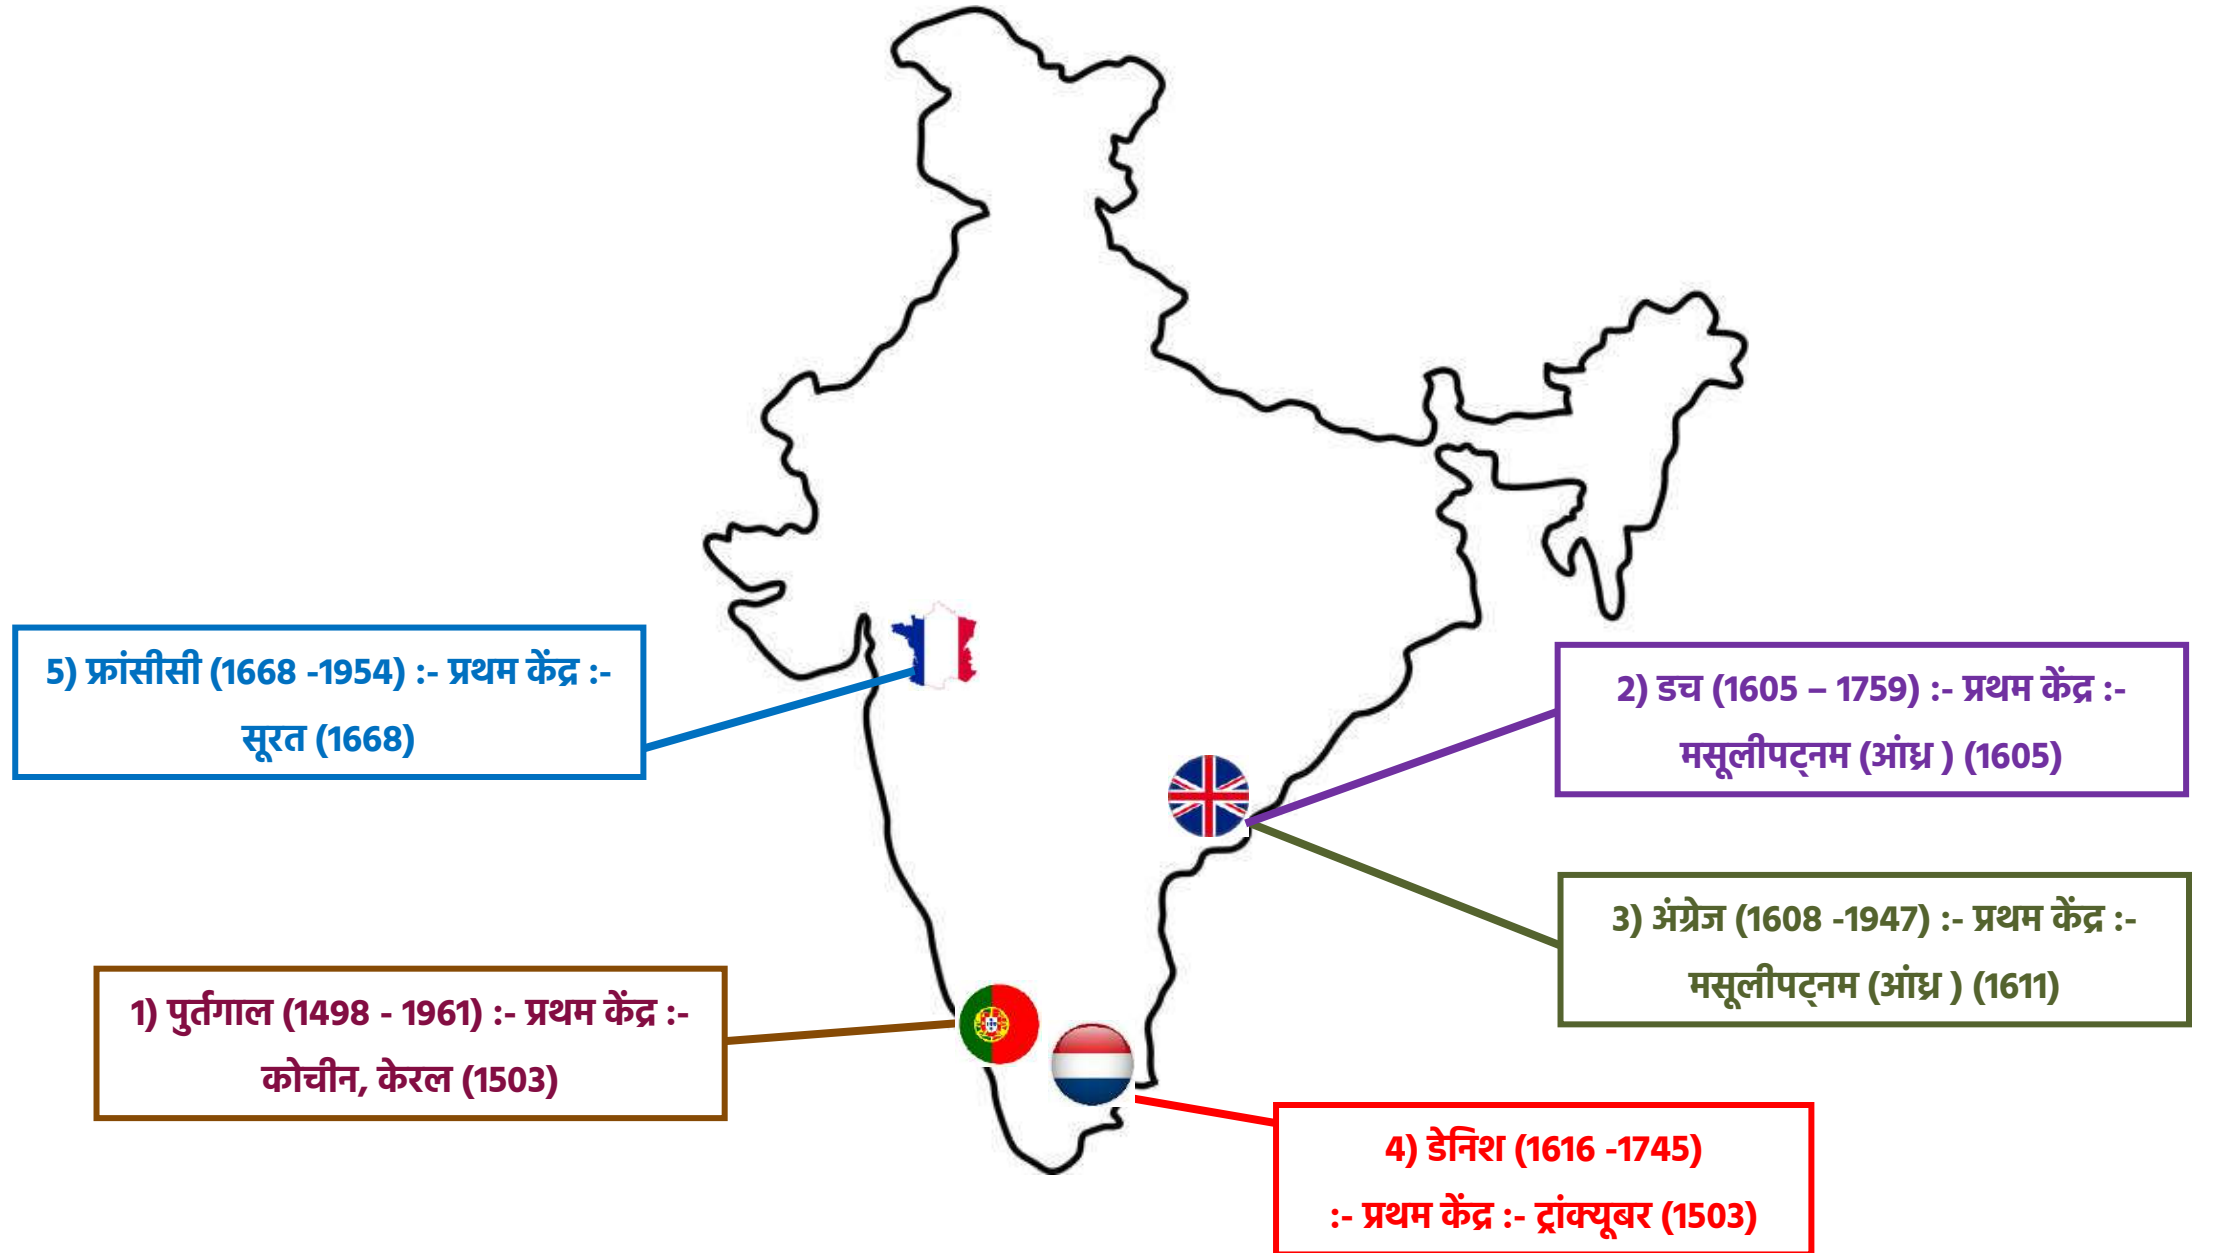 5) फ्रांसीसी (1668 -1954) :- प्रथम केंद्र :-
सूरत (1668)
2) डच (1605 – 1759) :- प्रथम केंद्र :-
मसूलीपट्नम (आंध्र ) (1605)
3) अंग्रेज (1608 -1947) :- प्रथम केंद्र :-
मसूलीपट्नम (आंध्र ) (1611)
1) पुर्तगाल (1498 - 1961) :- प्रथम केंद्र :-
कोचीन, केरल (1503)
4) डेनिश (1616 -1745)
:- प्रथम केंद्र :- ट्रांक्यूबर (1503)